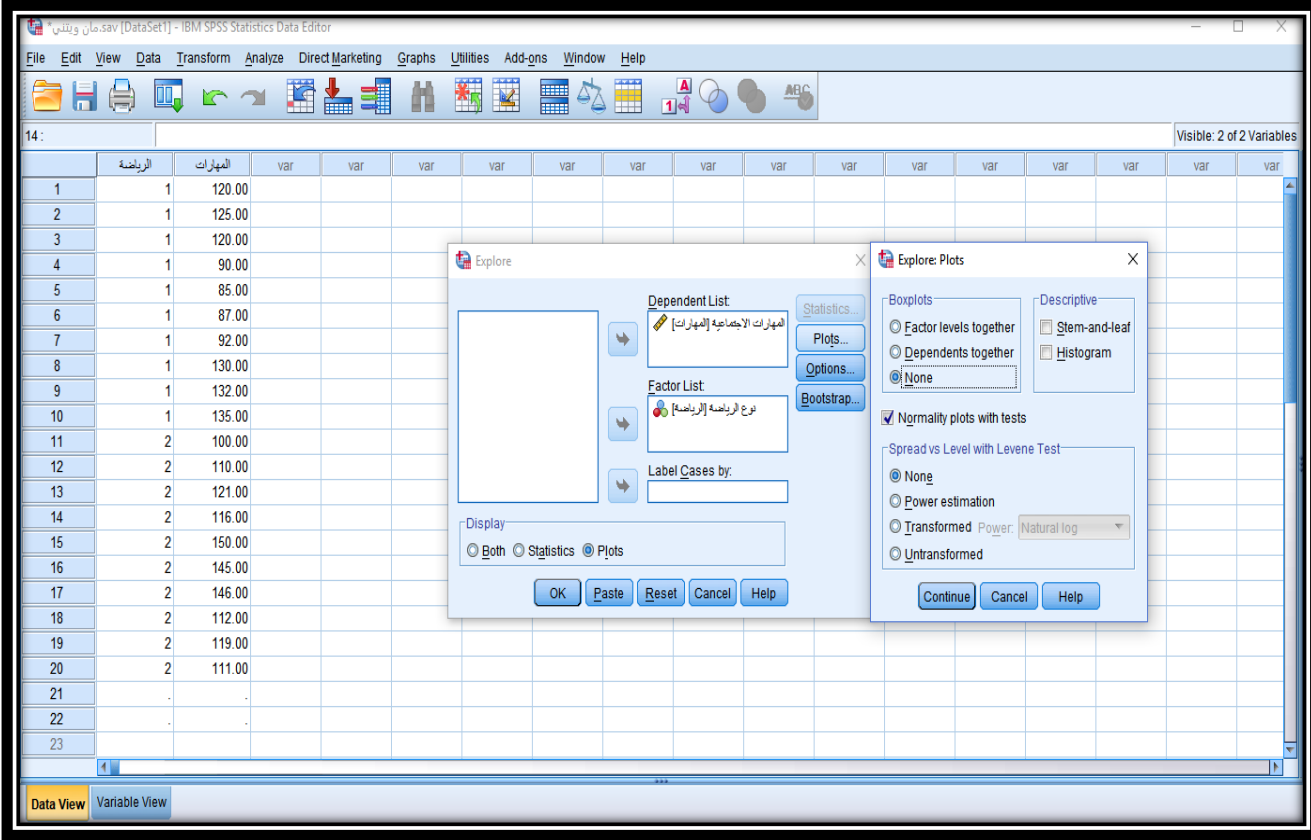 *مان ويتني.sav [DataSet1] - IBM SPSS Statistics Data Editor
File Edit View Data Transform Analyze Direct Marketing Graphs Utilities Add-ons Window Help
A
1
ABC
14 :
Visible: 2 of 2 Variables
الرياضة المهارات var var var var var var var var var var var var var var var
1 1 120.00
2 1 125.00
3 1 120.00
4 1 90.00
5 1 85.00
6 1 87.00
7 1 92.00
8 1 130.00
9 1 132.00
10 1 135.00
11 2 100.00
12 2 110.00
13 2 121.00
14 2 116.00
15 2 150.00
16 2 145.00
17 2 146.00
18 2 112.00
19 2 119.00
20 2 111.00
21 . .
22 . .
23
Explore
Dependent List:
المهارات الاجتماعية [المهارات]
Factor List:
نوع الرياضة [الرياضة]
Label Cases by:
Statistics...
Plots...
Options...
Bootstrap...
Display
Both Statistics Plots
OK Paste Reset Cancel Help
Explore: Plots
Boxplots
Factor levels together
Dependents together
None
Descriptive
Stem-and-leaf
Histogram
Normality plots with tests
Spread vs Level with Levene Test
None
Power estimation
Transformed Power: Natural log
Untransformed
Continue Cancel Help
Data View Variable View